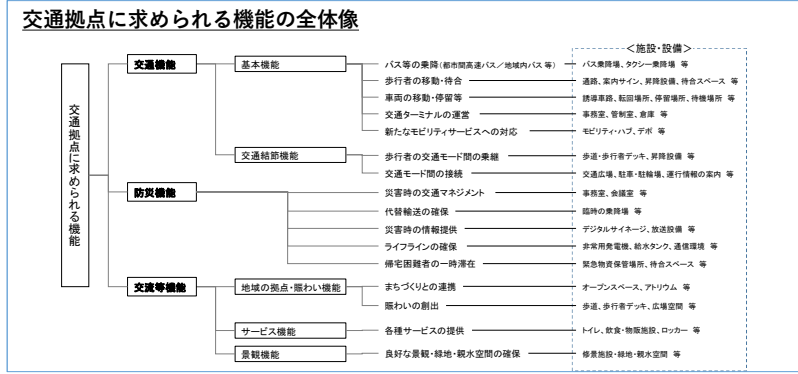 交通拠点に求められる機能の全体像
<施設・設備>
交通拠点に求められる機能
交通機能
基本機能
バス等の乗降(都市間高速バス/地域内バス 等)
バス乗降場、タクシー乗降場 等
歩行者の移動・待合
通路、案内サイン、昇降設備、待合スペース 等
車両の移動・停留等
誘導車路、転回場所、停留場所、待機場所 等
交通ターミナルの運営
事務室、管制室、倉庫 等
新たなモビリティサービスへの対応
モビリティ・ハブ、デポ 等
交通結節機能
歩行者の交通モード間の乗継
歩道・歩行者デッキ、昇降設備 等
交通モード間の接続
交通広場、駐車・駐輪場、運行情報の案内 等
防災機能
災害時の交通マネジメント
事務室、会議室 等
代替輸送の確保
臨時の乗降場 等
災害時の情報提供
デジタルサイネージ、放送設備 等
ライフラインの確保
非常用発電機、給水タンク、通信環境 等
帰宅困難者の一時滞在
緊急物資保管場所、待合スペース 等
交流等機能
地域の拠点・賑わい機能
まちづくりとの連携
オープンスペース、アトリウム 等
賑わいの創出
歩道、歩行者デッキ、広場空間 等
サービス機能
各種サービスの提供
トイレ、飲食・物販施設、ロッカー 等
景観機能
良好な景観・緑地・親水空間の確保
修景施設・緑地・親水空間 等